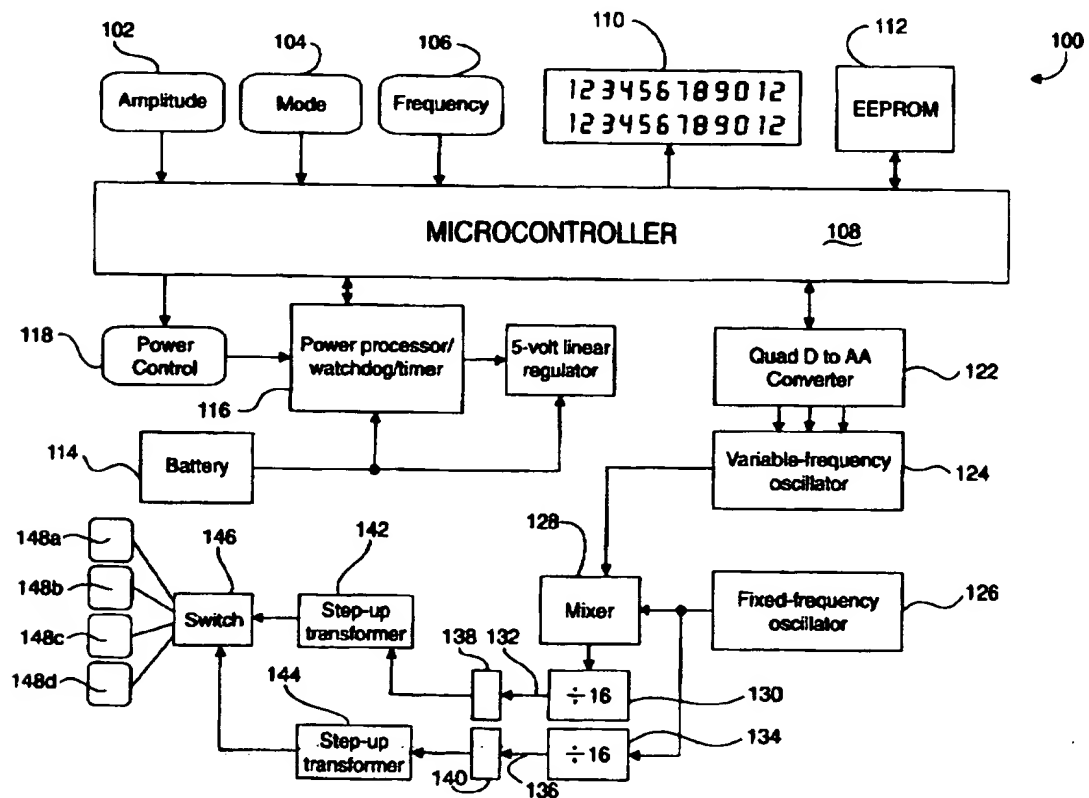 102
104
106
110
112
100
Amplitude
Mode
Frequency
123456789012
123456789012
EEPROM
MICROCONTROLLER
108
118
Power
Control
Power processor/
watchdog/timer
116
5-volt linear
regulator
Quad D to AA
Converter
122
114
Battery
Variable-frequency
oscillator
124
148a
148b
148c
148d
146
Switch
142
Step-up
transformer
128
Mixer
Fixed-frequency
oscillator
126
138
132
÷16
130
144
Step-up
transformer
140
136
÷16
134